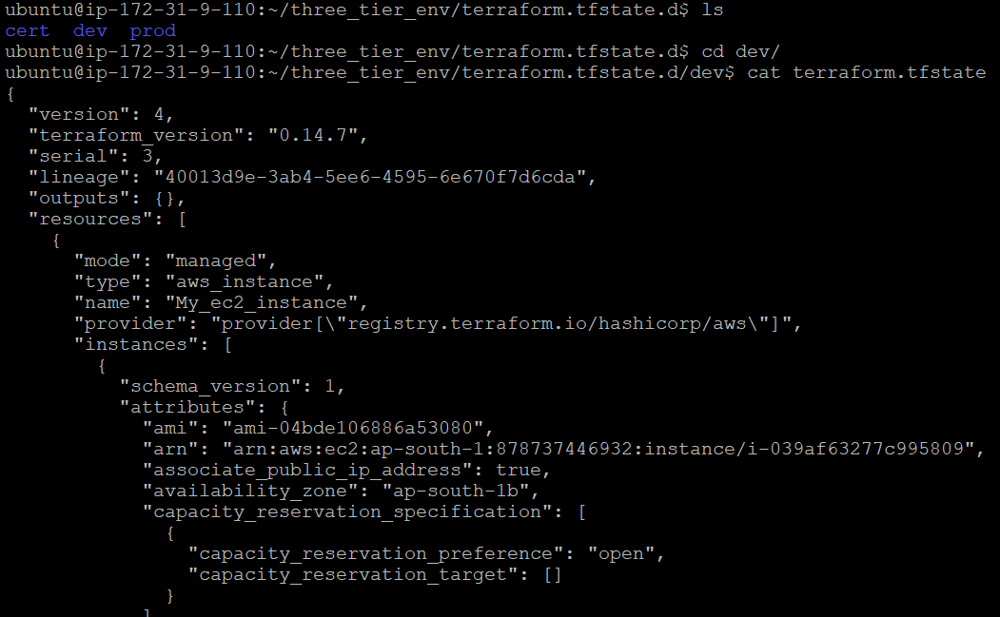 ubuntu@ip-172-31-9-110:~/three_tier_env/terraform.tfstate.d$ ls
cert  dev  prod
ubuntu@ip-172-31-9-110:~/three_tier_env/terraform.tfstate.d$ cd dev/
ubuntu@ip-172-31-9-110:~/three_tier_env/terraform.tfstate.d/dev$ cat terraform.tfstate
{
  "version": 4,
  "terraform_version": "0.14.7",
  "serial": 3,
  "lineage": "40013d9e-3ab4-5ee6-4595-6e670f7d6cda",
  "outputs": {},
  "resources": [
    {
      "mode": "managed",
      "type": "aws_instance",
      "name": "My_ec2_instance",
      "provider": "provider[\"registry.terraform.io/hashicorp/aws\"]",
      "instances": [
        {
          "schema_version": 1,
          "attributes": {
            "ami": "ami-04bde106886a53080",
            "arn": "arn:aws:ec2:ap-south-1:878737446932:instance/i-039af63277c995809",
            "associate_public_ip_address": true,
            "availability_zone": "ap-south-1b",
            "capacity_reservation_specification": [
              {
                "capacity_reservation_preference": "open",
                "capacity_reservation_target": []
              }